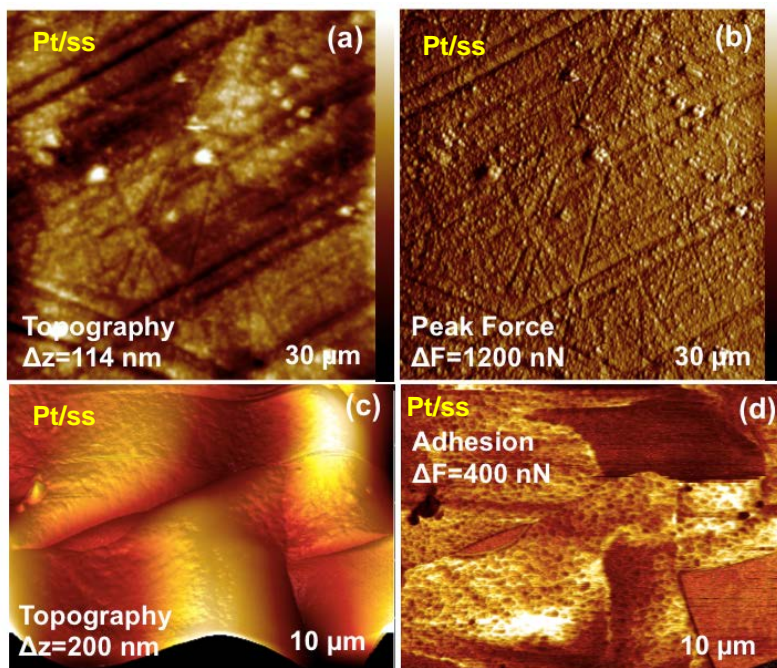 Pt/ss
(a)
Topography
Δz=114 nm
30 μm
Pt/ss
(b)
Peak Force
ΔF=1200 nN
30 μm
Pt/ss
(c)
Topography
Δz=200 nm
10 μm
Pt/ss
(d)
Adhesion
ΔF=400 nN
10 μm